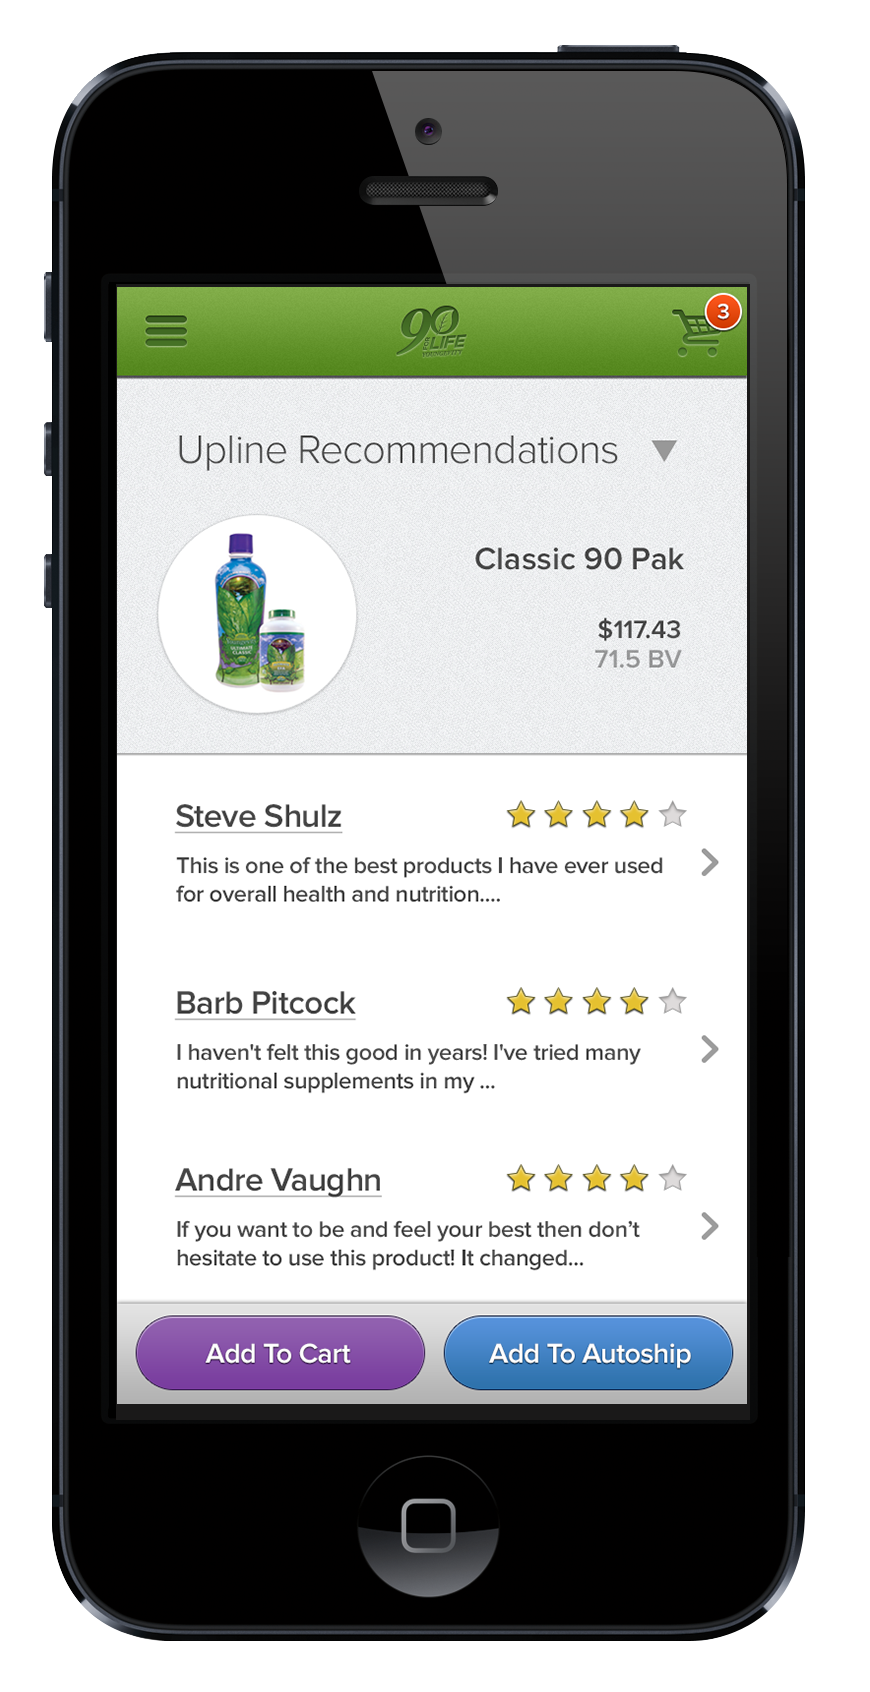 3
90
FOR LIFE
YOUNGEVITY
Upline Recommendations
Classic 90 Pak
ULTIMATE
CLASSIC
$117.43
71.5 BV
Steve Shulz
This is one of the best products I have ever used
for overall health and nutrition....
Barb Pitcock
I haven't felt this good in years! I've tried many
nutritional supplements in my ...
Andre Vaughn
If you want to be and feel your best then don’t
hesitate to use this product! It changed...
Add To Cart
Add To Autoship